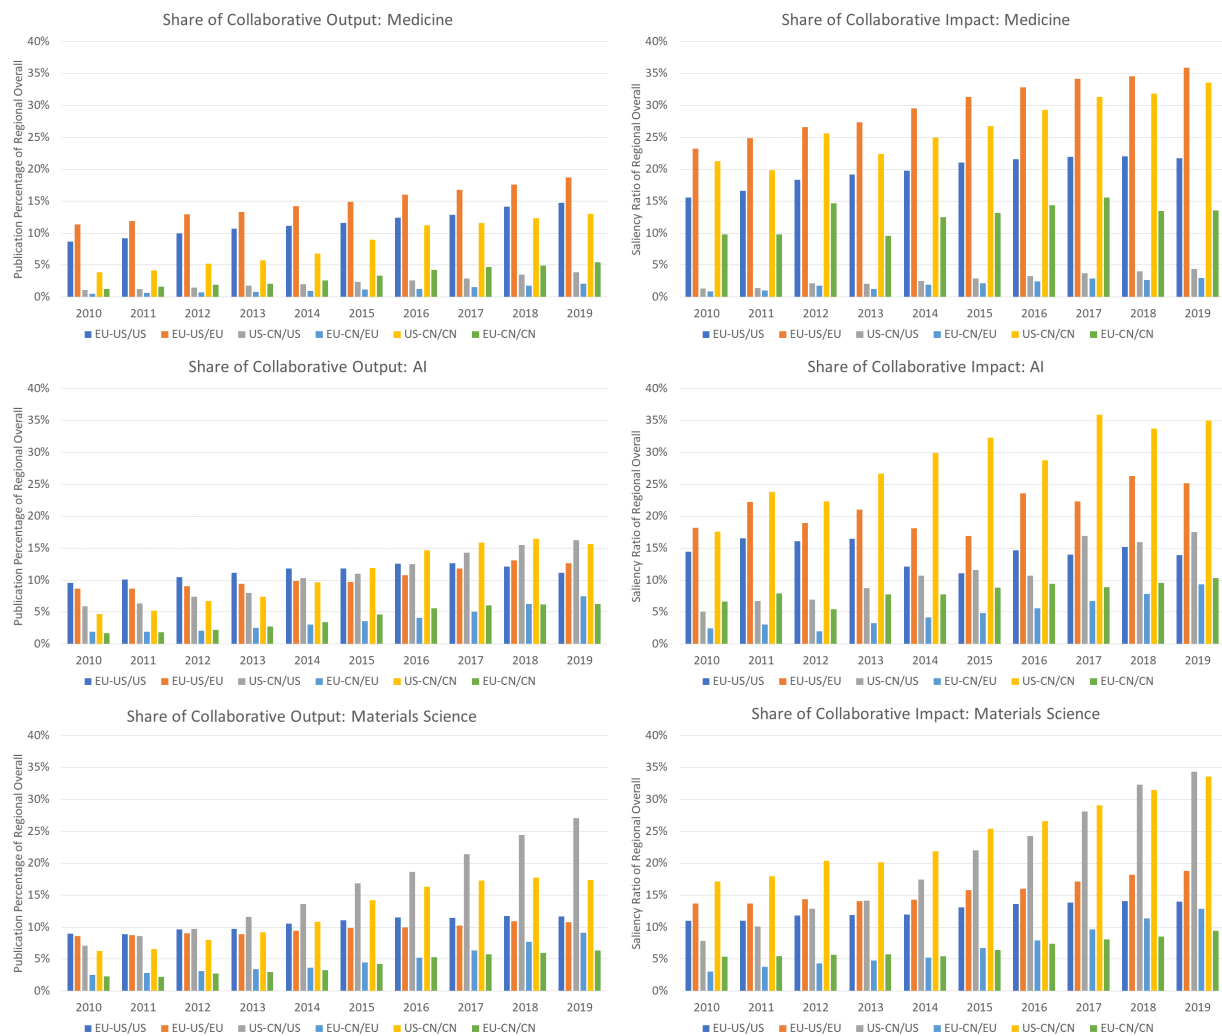 Share of Collaborative Output: Medicine
Publication Percentage of Regional Overall
40%
35%
30%
25%
20%
15%
10%
5%
0%
2010 2011 2012 2013 2014 2015 2016 2017 2018 2019
EU-US/US EU-US/EU US-CN/US EU-CN/EU US-CN/CN EU-CN/CN
Share of Collaborative Impact: Medicine
Saliency Ratio of Regional Overall
40%
35%
30%
25%
20%
15%
10%
5%
0%
2010 2011 2012 2013 2014 2015 2016 2017 2018 2019
EU-US/US EU-US/EU US-CN/US EU-CN/EU US-CN/CN EU-CN/CN
Share of Collaborative Output: AI
Publication Percentage of Regional Overall
40%
35%
30%
25%
20%
15%
10%
5%
0%
2010 2011 2012 2013 2014 2015 2016 2017 2018 2019
EU-US/US EU-US/EU US-CN/US EU-CN/EU US-CN/CN EU-CN/CN
Share of Collaborative Impact: AI
Saliency Ratio of Regional Overall
40%
35%
30%
25%
20%
15%
10%
5%
0%
2010 2011 2012 2013 2014 2015 2016 2017 2018 2019
EU-US/US EU-US/EU US-CN/US EU-CN/EU US-CN/CN EU-CN/CN
Share of Collaborative Output: Materials Science
Publication Percentage of Regional Overall
40%
35%
30%
25%
20%
15%
10%
5%
0%
2010 2011 2012 2013 2014 2015 2016 2017 2018 2019
EU-US/US EU-US/EU US-CN/US EU-CN/EU US-CN/CN EU-CN/CN
Share of Collaborative Impact: Materials Science
Saliency Ratio of Regional Overall
40%
35%
30%
25%
20%
15%
10%
5%
0%
2010 2011 2012 2013 2014 2015 2016 2017 2018 2019
EU-US/US EU-US/EU US-CN/US EU-CN/EU US-CN/CN EU-CN/CN